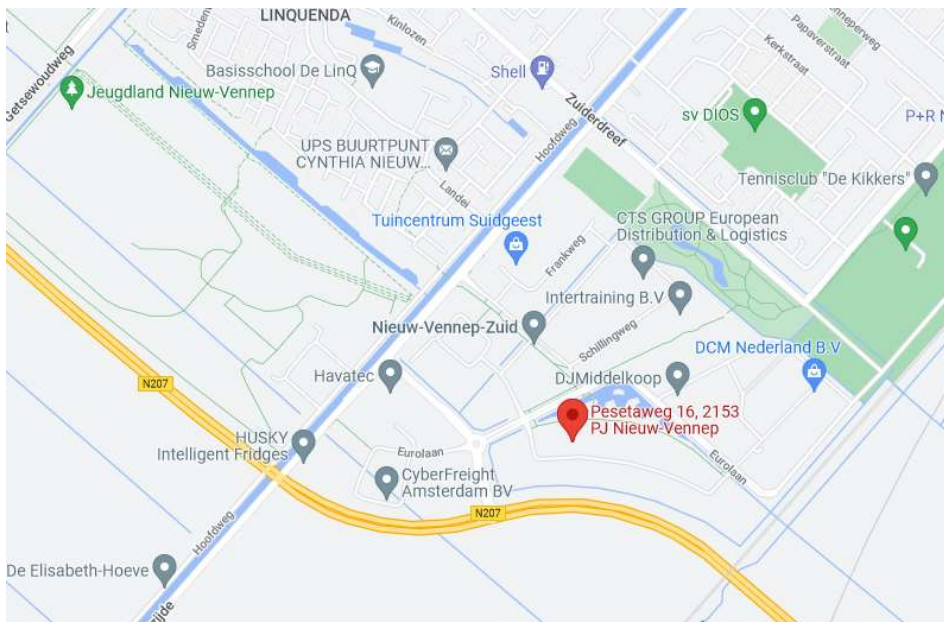 LINQUENDA
Kinlozen
Smeden
Getsewoudweg
Basisschool De LinQ
Shell
Jeugdland Nieuw-Vennep
Zuiderdreef
Hoofdweg
Kerkstraat
Papaverstraat
nneperweg
sv DIOS
P+R N
UPS BUURTPUNT
CYNTHIA NIEUW...
Landei
Tennisclub "De Kikkers"
Tuincentrum Suidgeest
CTS GROUP European
Distribution & Logistics
Frankweg
Intertraining B.V
Nieuw-Vennep-Zuid
Schillingweg
DCM Nederland B.V
Havatec
DJMiddelkoop
N207
Pesetaweg 16, 2153
PJ Nieuw-Vennep
HUSKY
Intelligent Fridges
Eurolaan
CyberFreight
Amsterdam BV
Eurolaan
N207
Hoofdweg
De Elisabeth-Hoeve
rijde